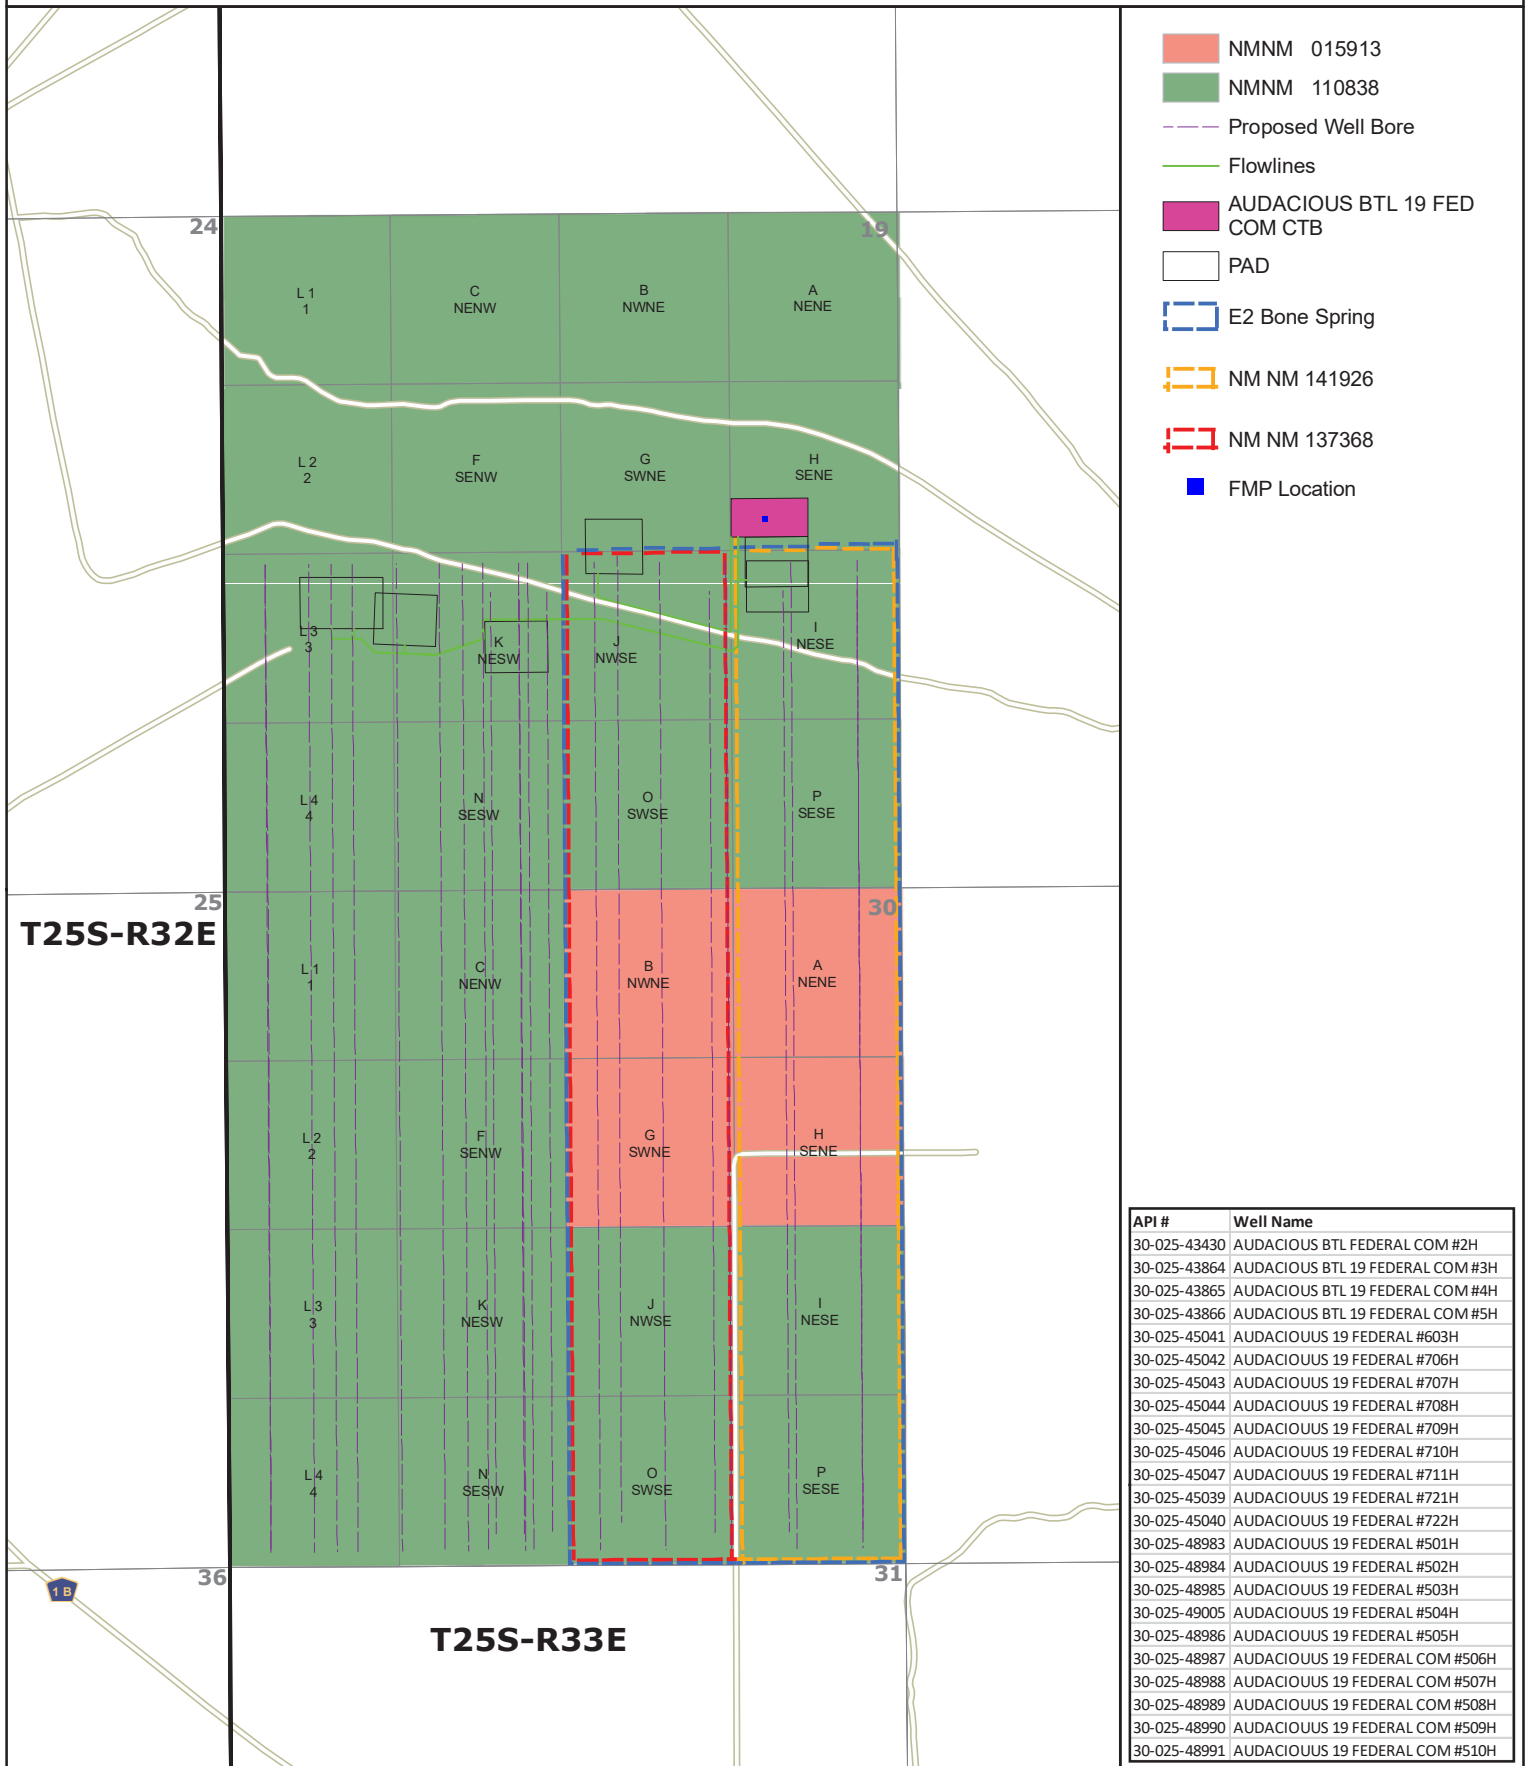 NMNM 015913
NMNM 110838
Proposed Well Bore
Flowlines
AUDACIOUS BTL 19 FED
COM CTB
PAD
E2 Bone Spring
NM NM 141926
NM NM 137368
FMP Location
24
19
L 1
1
C
NENW
B
NWNE
A
NENE
L 2
2
F
SENW
G
SWNE
H
SENE
L 3
3
K
NESW
J
NWSE
I
NESE
L 4
4
N
SESW
O
SWSE
P
SESE
25
30
T25S-R32E
L 1
1
C
NENW
B
NWNE
A
NENE
L 2
2
F
SENW
G
SWNE
H
SENE
L 3
3
K
NESW
J
NWSE
I
NESE
L 4
4
N
SESW
O
SWSE
P
SESE
36
31
1 B
T25S-R33E
API # Well Name
30-025-43430 AUDACIOUS BTL FEDERAL COM #2H
30-025-43864 AUDACIOUS BTL 19 FEDERAL COM #3H
30-025-43865 AUDACIOUS BTL 19 FEDERAL COM #4H
30-025-43866 AUDACIOUS BTL 19 FEDERAL COM #5H
30-025-45041 AUDACIOUUS 19 FEDERAL #603H
30-025-45042 AUDACIOUUS 19 FEDERAL #706H
30-025-45043 AUDACIOUUS 19 FEDERAL #707H
30-025-45044 AUDACIOUUS 19 FEDERAL #708H
30-025-45045 AUDACIOUUS 19 FEDERAL #709H
30-025-45046 AUDACIOUUS 19 FEDERAL #710H
30-025-45047 AUDACIOUUS 19 FEDERAL #711H
30-025-45039 AUDACIOUUS 19 FEDERAL #721H
30-025-45040 AUDACIOUUS 19 FEDERAL #722H
30-025-48983 AUDACIOUUS 19 FEDERAL #501H
30-025-48984 AUDACIOUUS 19 FEDERAL #502H
30-025-48985 AUDACIOUUS 19 FEDERAL #503H
30-025-49005 AUDACIOUUS 19 FEDERAL #504H
30-025-48986 AUDACIOUUS 19 FEDERAL #505H
30-025-48987 AUDACIOUUS 19 FEDERAL COM #506H
30-025-48988 AUDACIOUUS 19 FEDERAL COM #507H
30-025-48989 AUDACIOUUS 19 FEDERAL COM #508H
30-025-48990 AUDACIOUUS 19 FEDERAL COM #509H
30-025-48991 AUDACIOUUS 19 FEDERAL COM #510H